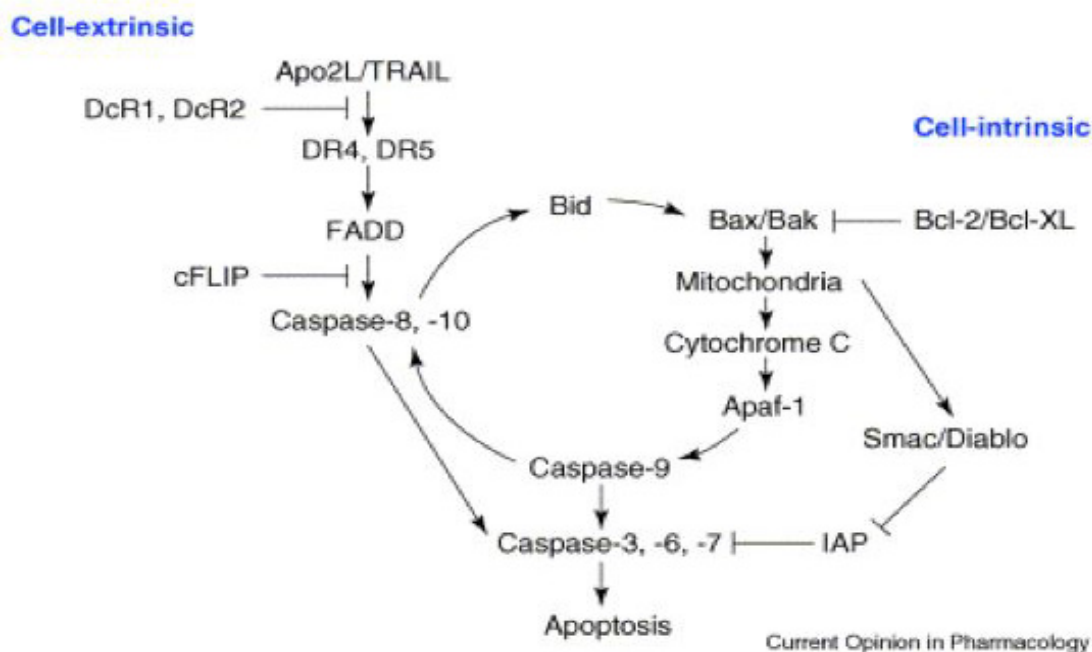 Cell-extrinsic
Apo2L/TRAIL
DcR1, DcR2
DR4, DR5
Cell-intrinsic
Bid
Bax/Bak
Bcl-2/Bcl-XL
FADD
cFLIP
Mitochondria
Caspase-8, -10
Cytochrome C
Apaf-1
Smac/Diablo
Caspase-9
Caspase-3, -6, -7
IAP
Apoptosis
Current Opinion in Pharmacology